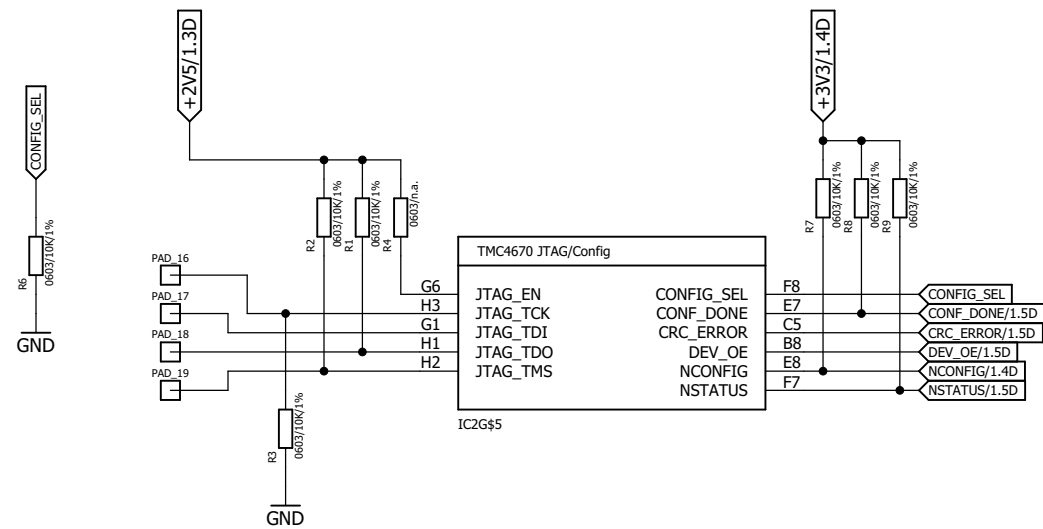 +2V5/1.3D
+3V3/1.4D
CONFIG_SEL
R6
0603/10K/1%
GND
R2
0603/10K/1%
R1
0603/10K/1%
R4
0603/n.a.
R7
0603/10K/1%
R8
0603/10K/1%
R9
0603/10K/1%
TMC4670 JTAG/Config
PAD_16
PAD_17
PAD_18
PAD_19
G6 JTAG_EN CONFIG_SEL F8 CONFIG_SEL
H3 JTAG_TCK CONF_DONE E7 CONF_DONE/1.5D
G1 JTAG_TDI CRC_ERROR C5 CRC_ERROR/1.5D
H1 JTAG_TDO DEV_OE B8 DEV_OE/1.5D
H2 JTAG_TMS NCONFIG E8 NCONFIG/1.4D
NSTATUS F7 NSTATUS/1.5D
IC2G$5
R3
0603/10K/1%
GND